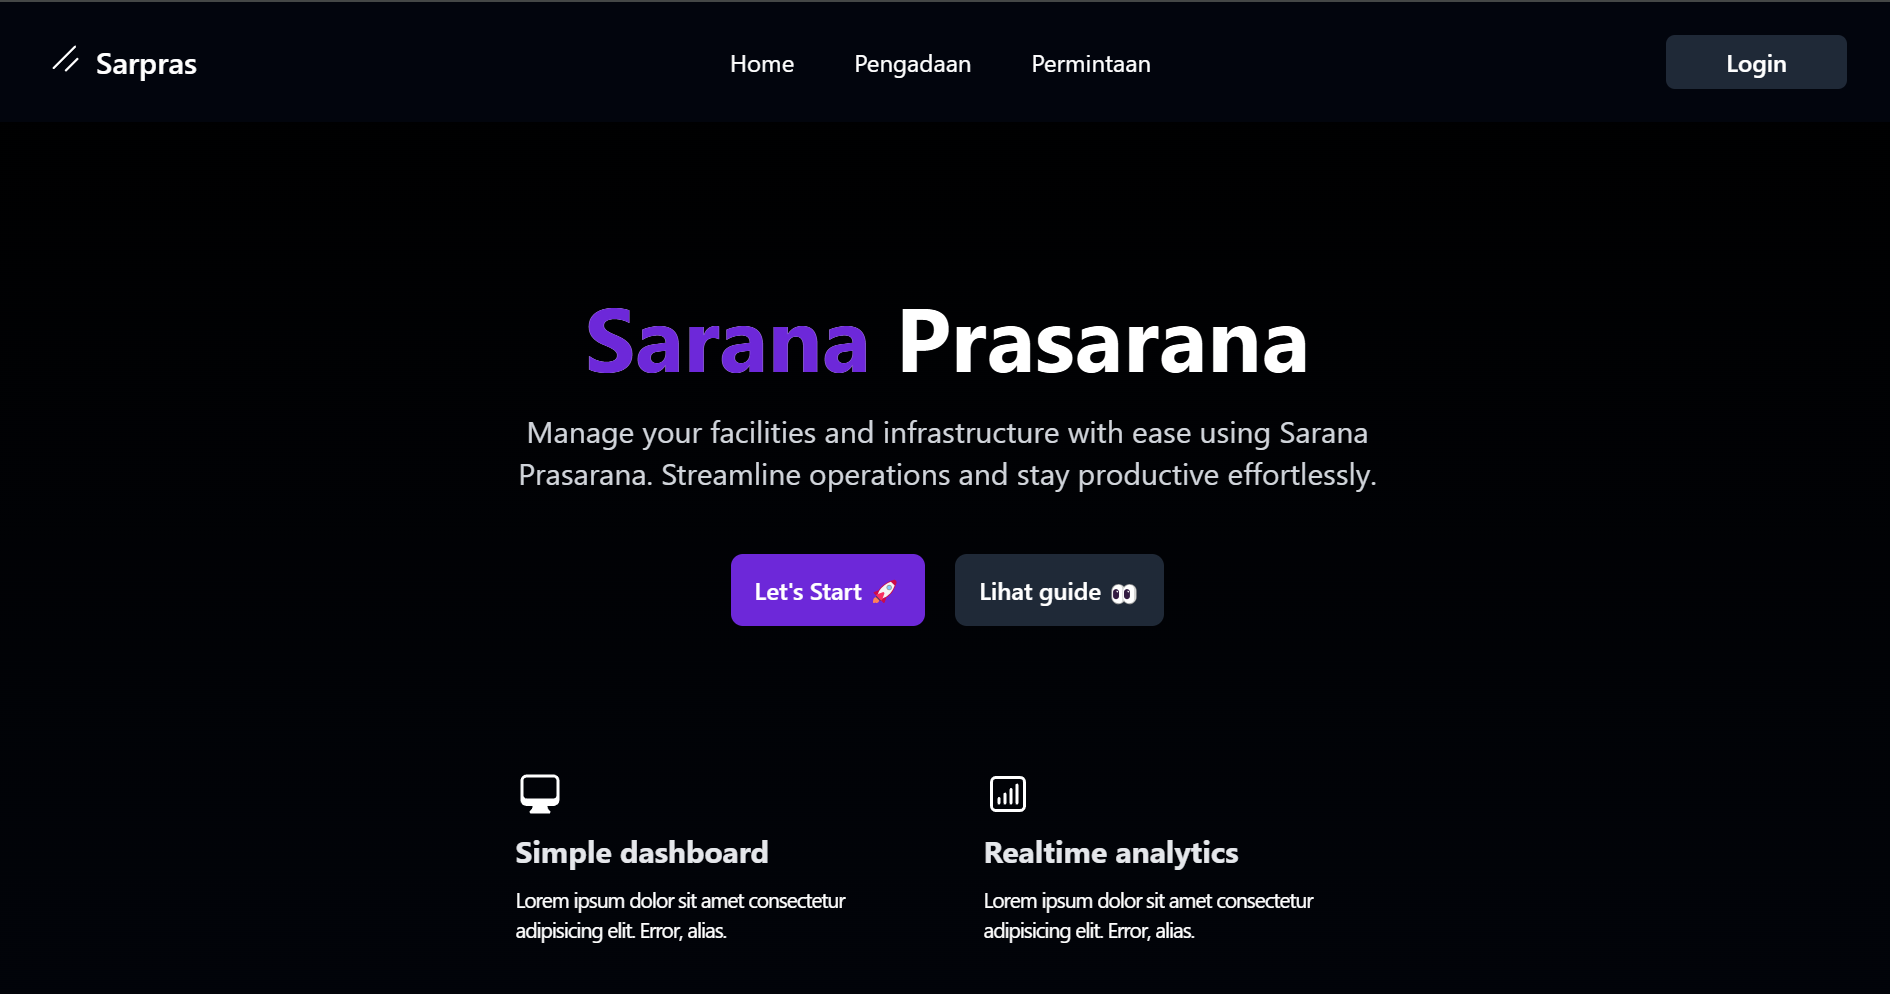 Sarpras
Home
Pengadaan
Permintaan
Login
Sarana Prasarana
Manage your facilities and infrastructure with ease using Sarana
Prasarana. Streamline operations and stay productive effortlessly.
Let's Start 🚀
Lihat guide 👀
Simple dashboard
Lorem ipsum dolor sit amet consectetur
adipisicing elit. Error, alias.
Realtime analytics
Lorem ipsum dolor sit amet consectetur
adipisicing elit. Error, alias.